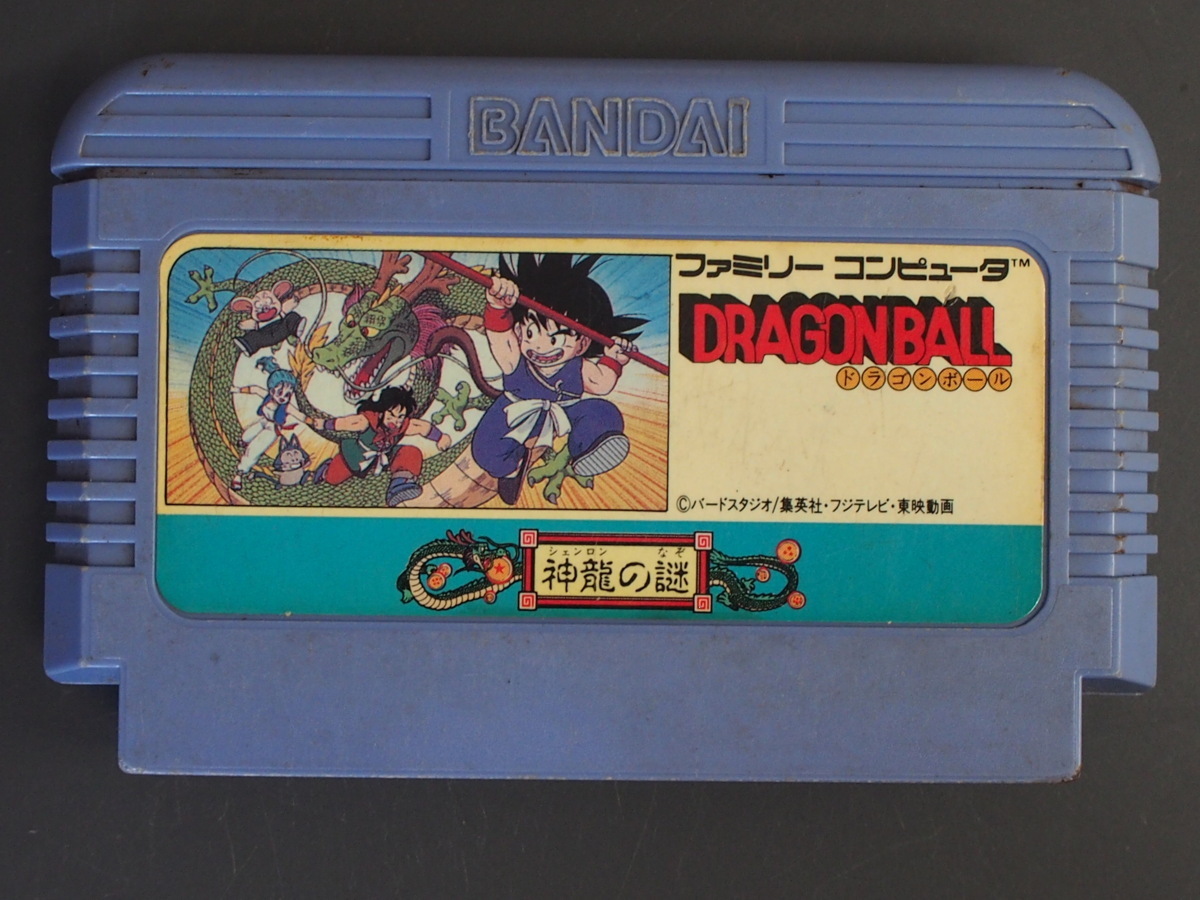 BANDAI
ファミリー コンピュータ™
DRAGONBALL
ドラゴンボール
©バードスタジオ/集英社・フジテレビ・東映動画
シェンロン なぞ
神龍の謎